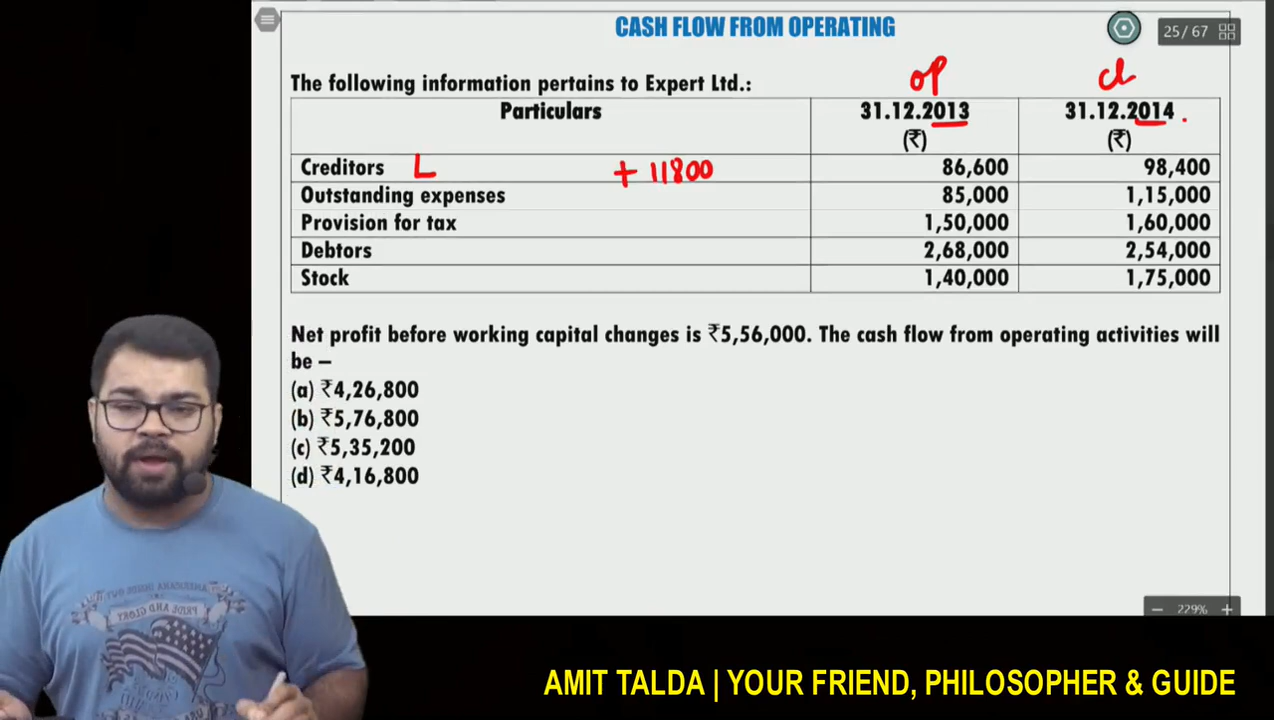 CASH FLOW FROM OPERATING
25 / 67
The following information pertains to Expert Ltd.:
op cl
Particulars 31.12.2013 31.12.2014
(₹) (₹)
Creditors L + 11800 86,600 98,400
Outstanding expenses 85,000 1,15,000
Provision for tax 1,50,000 1,60,000
Debtors 2,68,000 2,54,000
Stock 1,40,000 1,75,000
Net profit before working capital changes is ₹5,56,000. The cash flow from operating activities will
be –
(a) ₹4,26,800
(b) ₹5,76,800
(c) ₹5,35,200
(d) ₹4,16,800
− 229% +
AMIT TALDA | YOUR FRIEND, PHILOSOPHER & GUIDE